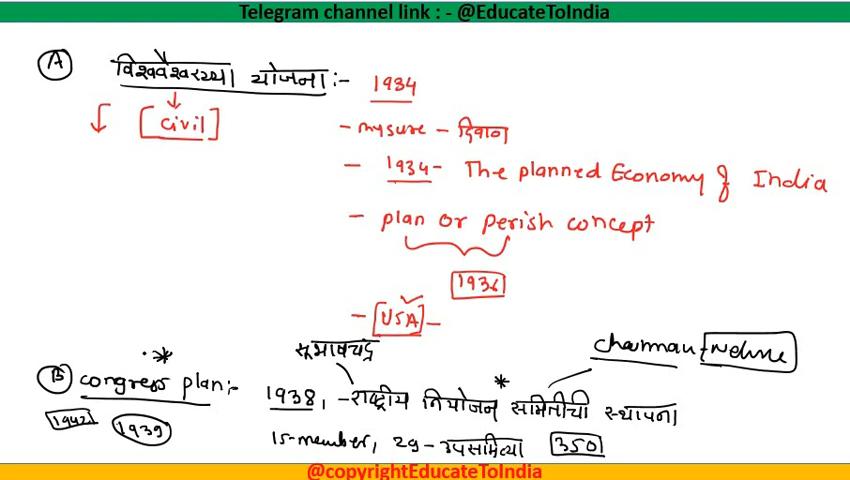 Telegram channel link : - @EducateToIndia
(A) विश्वेश्वरय्या योजना :- 1934
[civil]
- mysure - दिवाण
- 1934 - The planned Economy of India
- plan or perish concept
1936
- [USA] -
सुभाषचंद्र
chairman - Nehru
(B) congress plan :- 1938, - राष्ट्रीय नियोजन समितीची स्थापना
1942 1939 15-member, 29 - उपसमित्या 350
@copyrightEducateToIndia